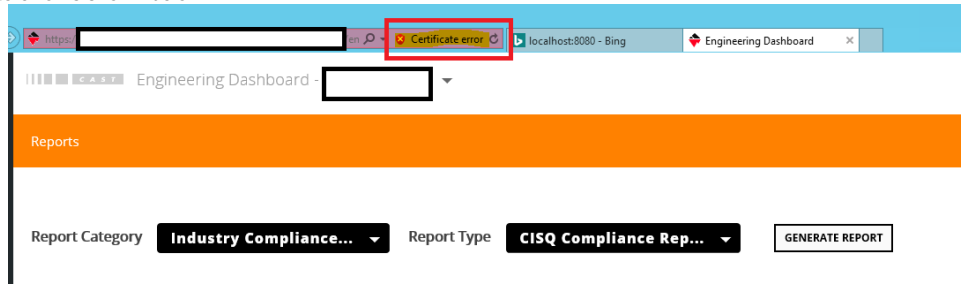 https:/
en
Certificate error
localhost:8080 - Bing
Engineering Dashboard
CAST
Engineering Dashboard -
Reports
Report Category
Industry Compliance...
Report Type
CISQ Compliance Rep...
GENERATE REPORT